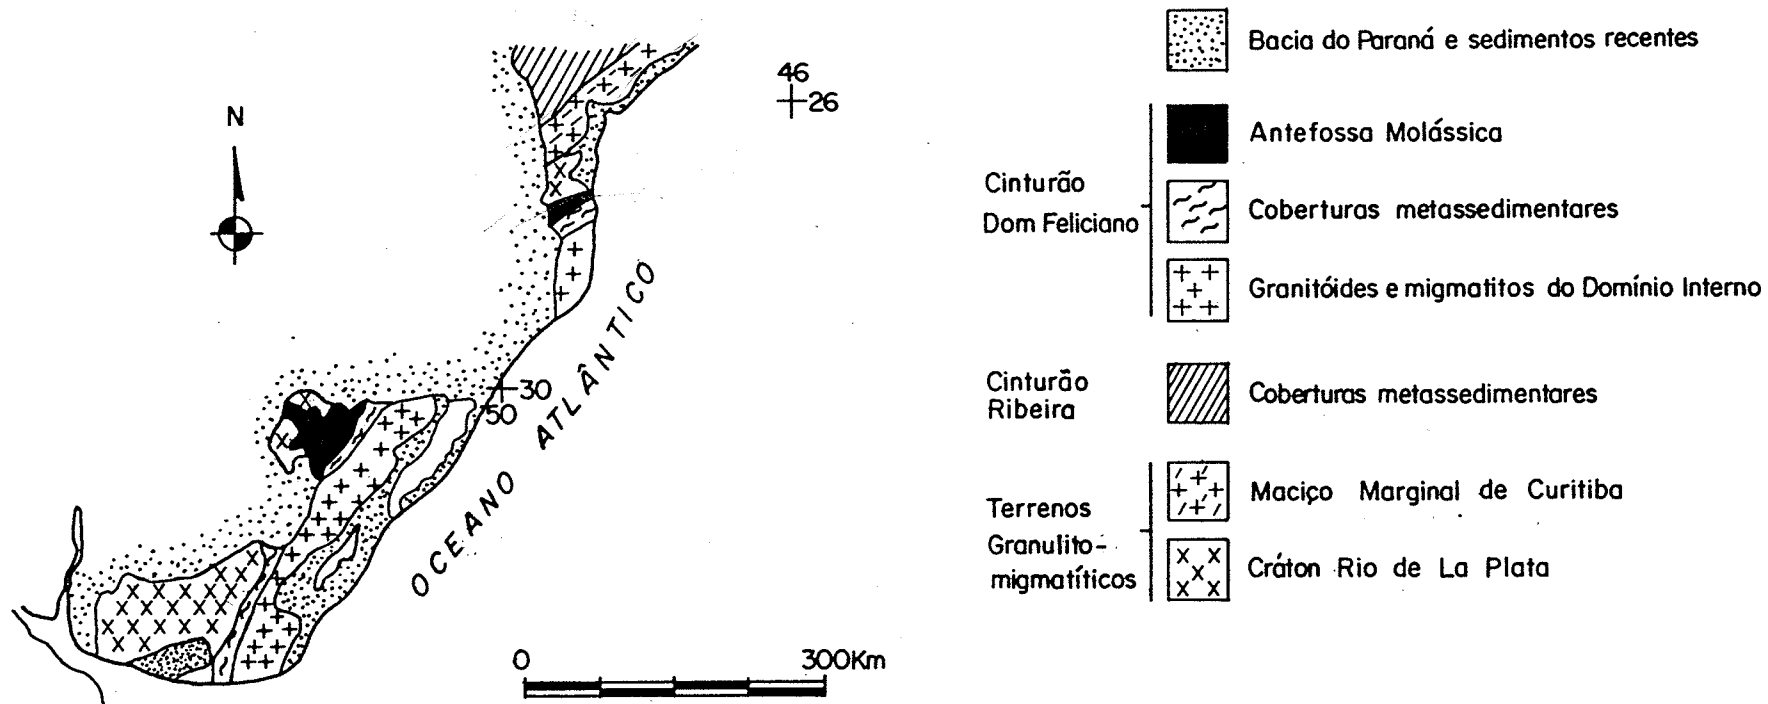 N
46
26
30
50
OCEANO ATLÂNTICO
0 300Km
Bacia do Paraná e sedimentos recentes
Cinturão
Dom Feliciano
Antefossa Molássica
Coberturas metassedimentares
Granitóides e migmatitos do Domínio Interno
Cinturão
Ribeira
Coberturas metassedimentares
Terrenos
Granulito-
migmatíticos
Maciço Marginal de Curitiba
Cráton Rio de La Plata